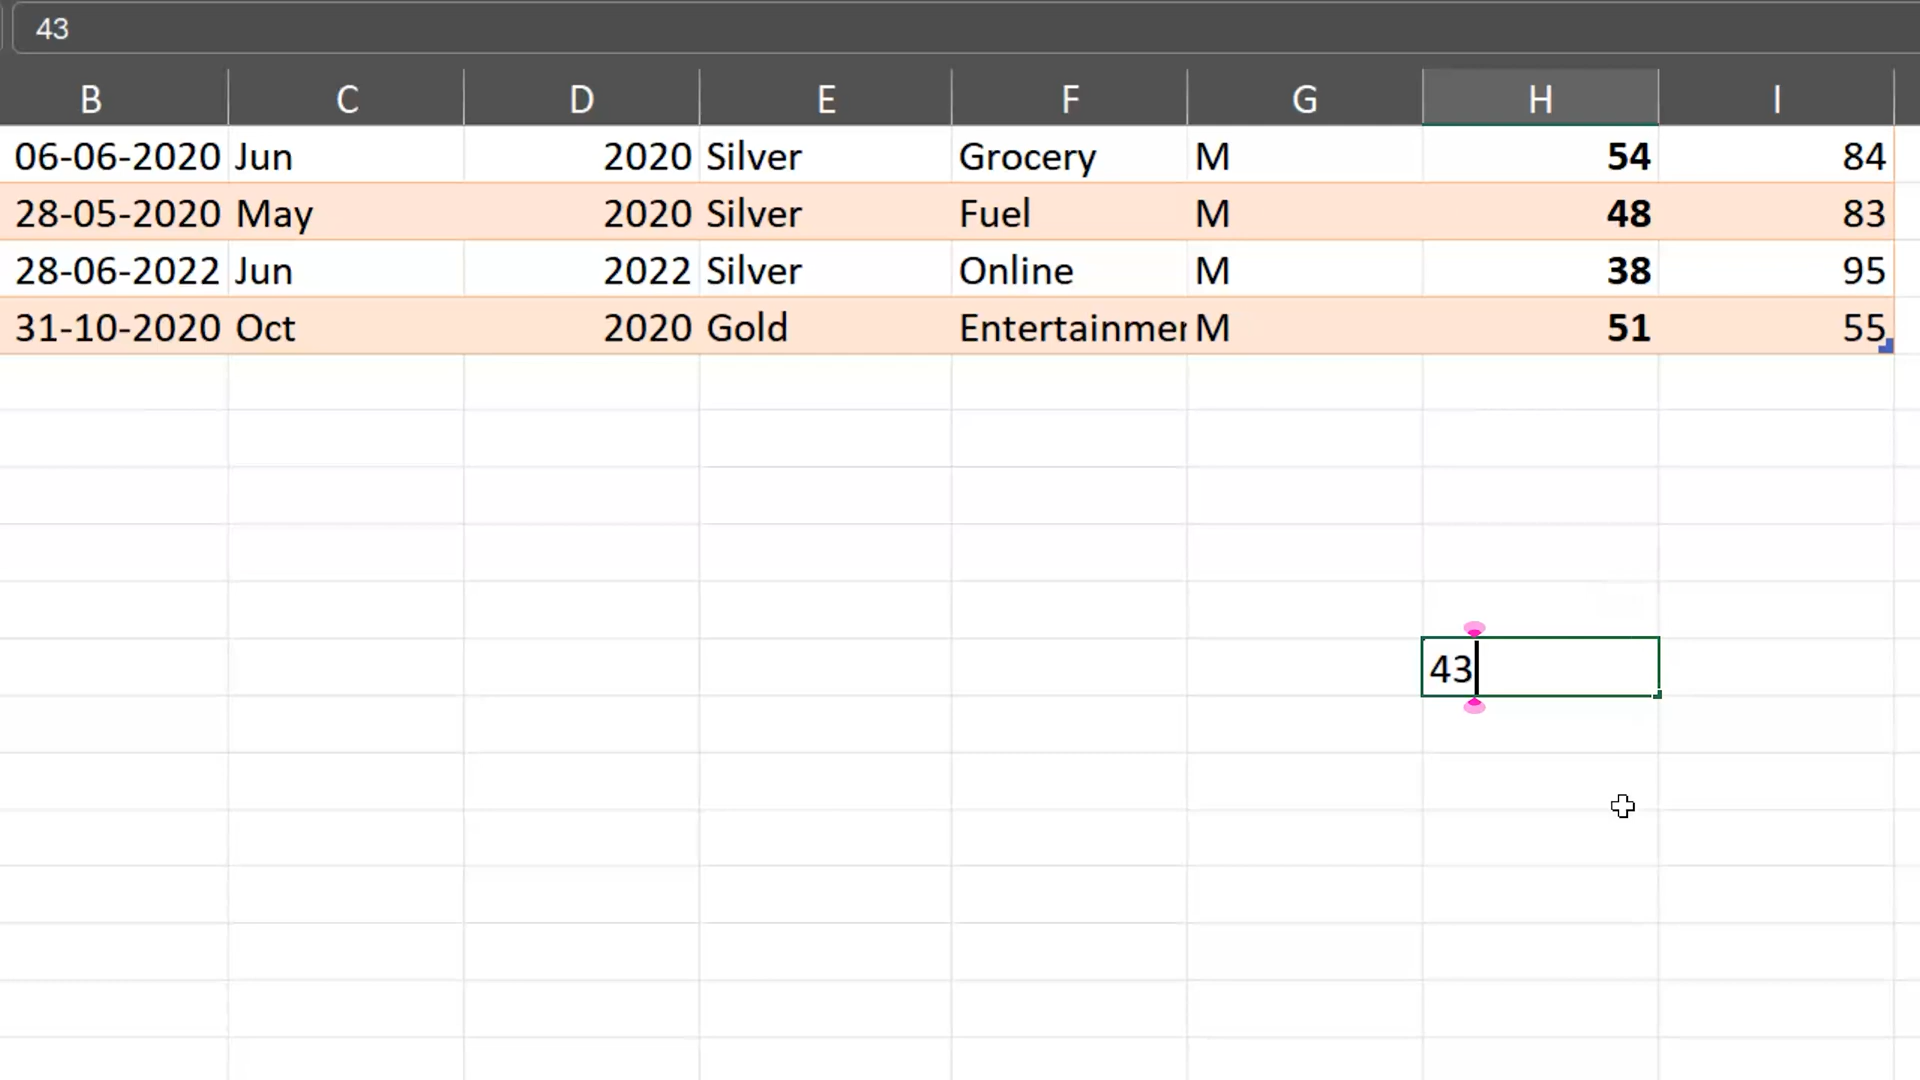 43
B C D E F G H I
06-06-2020 Jun 2020 Silver Grocery M 54 84
28-05-2020 May 2020 Silver Fuel M 48 83
28-06-2022 Jun 2022 Silver Online M 38 95
31-10-2020 Oct 2020 Gold Entertainmer M 51 55
43